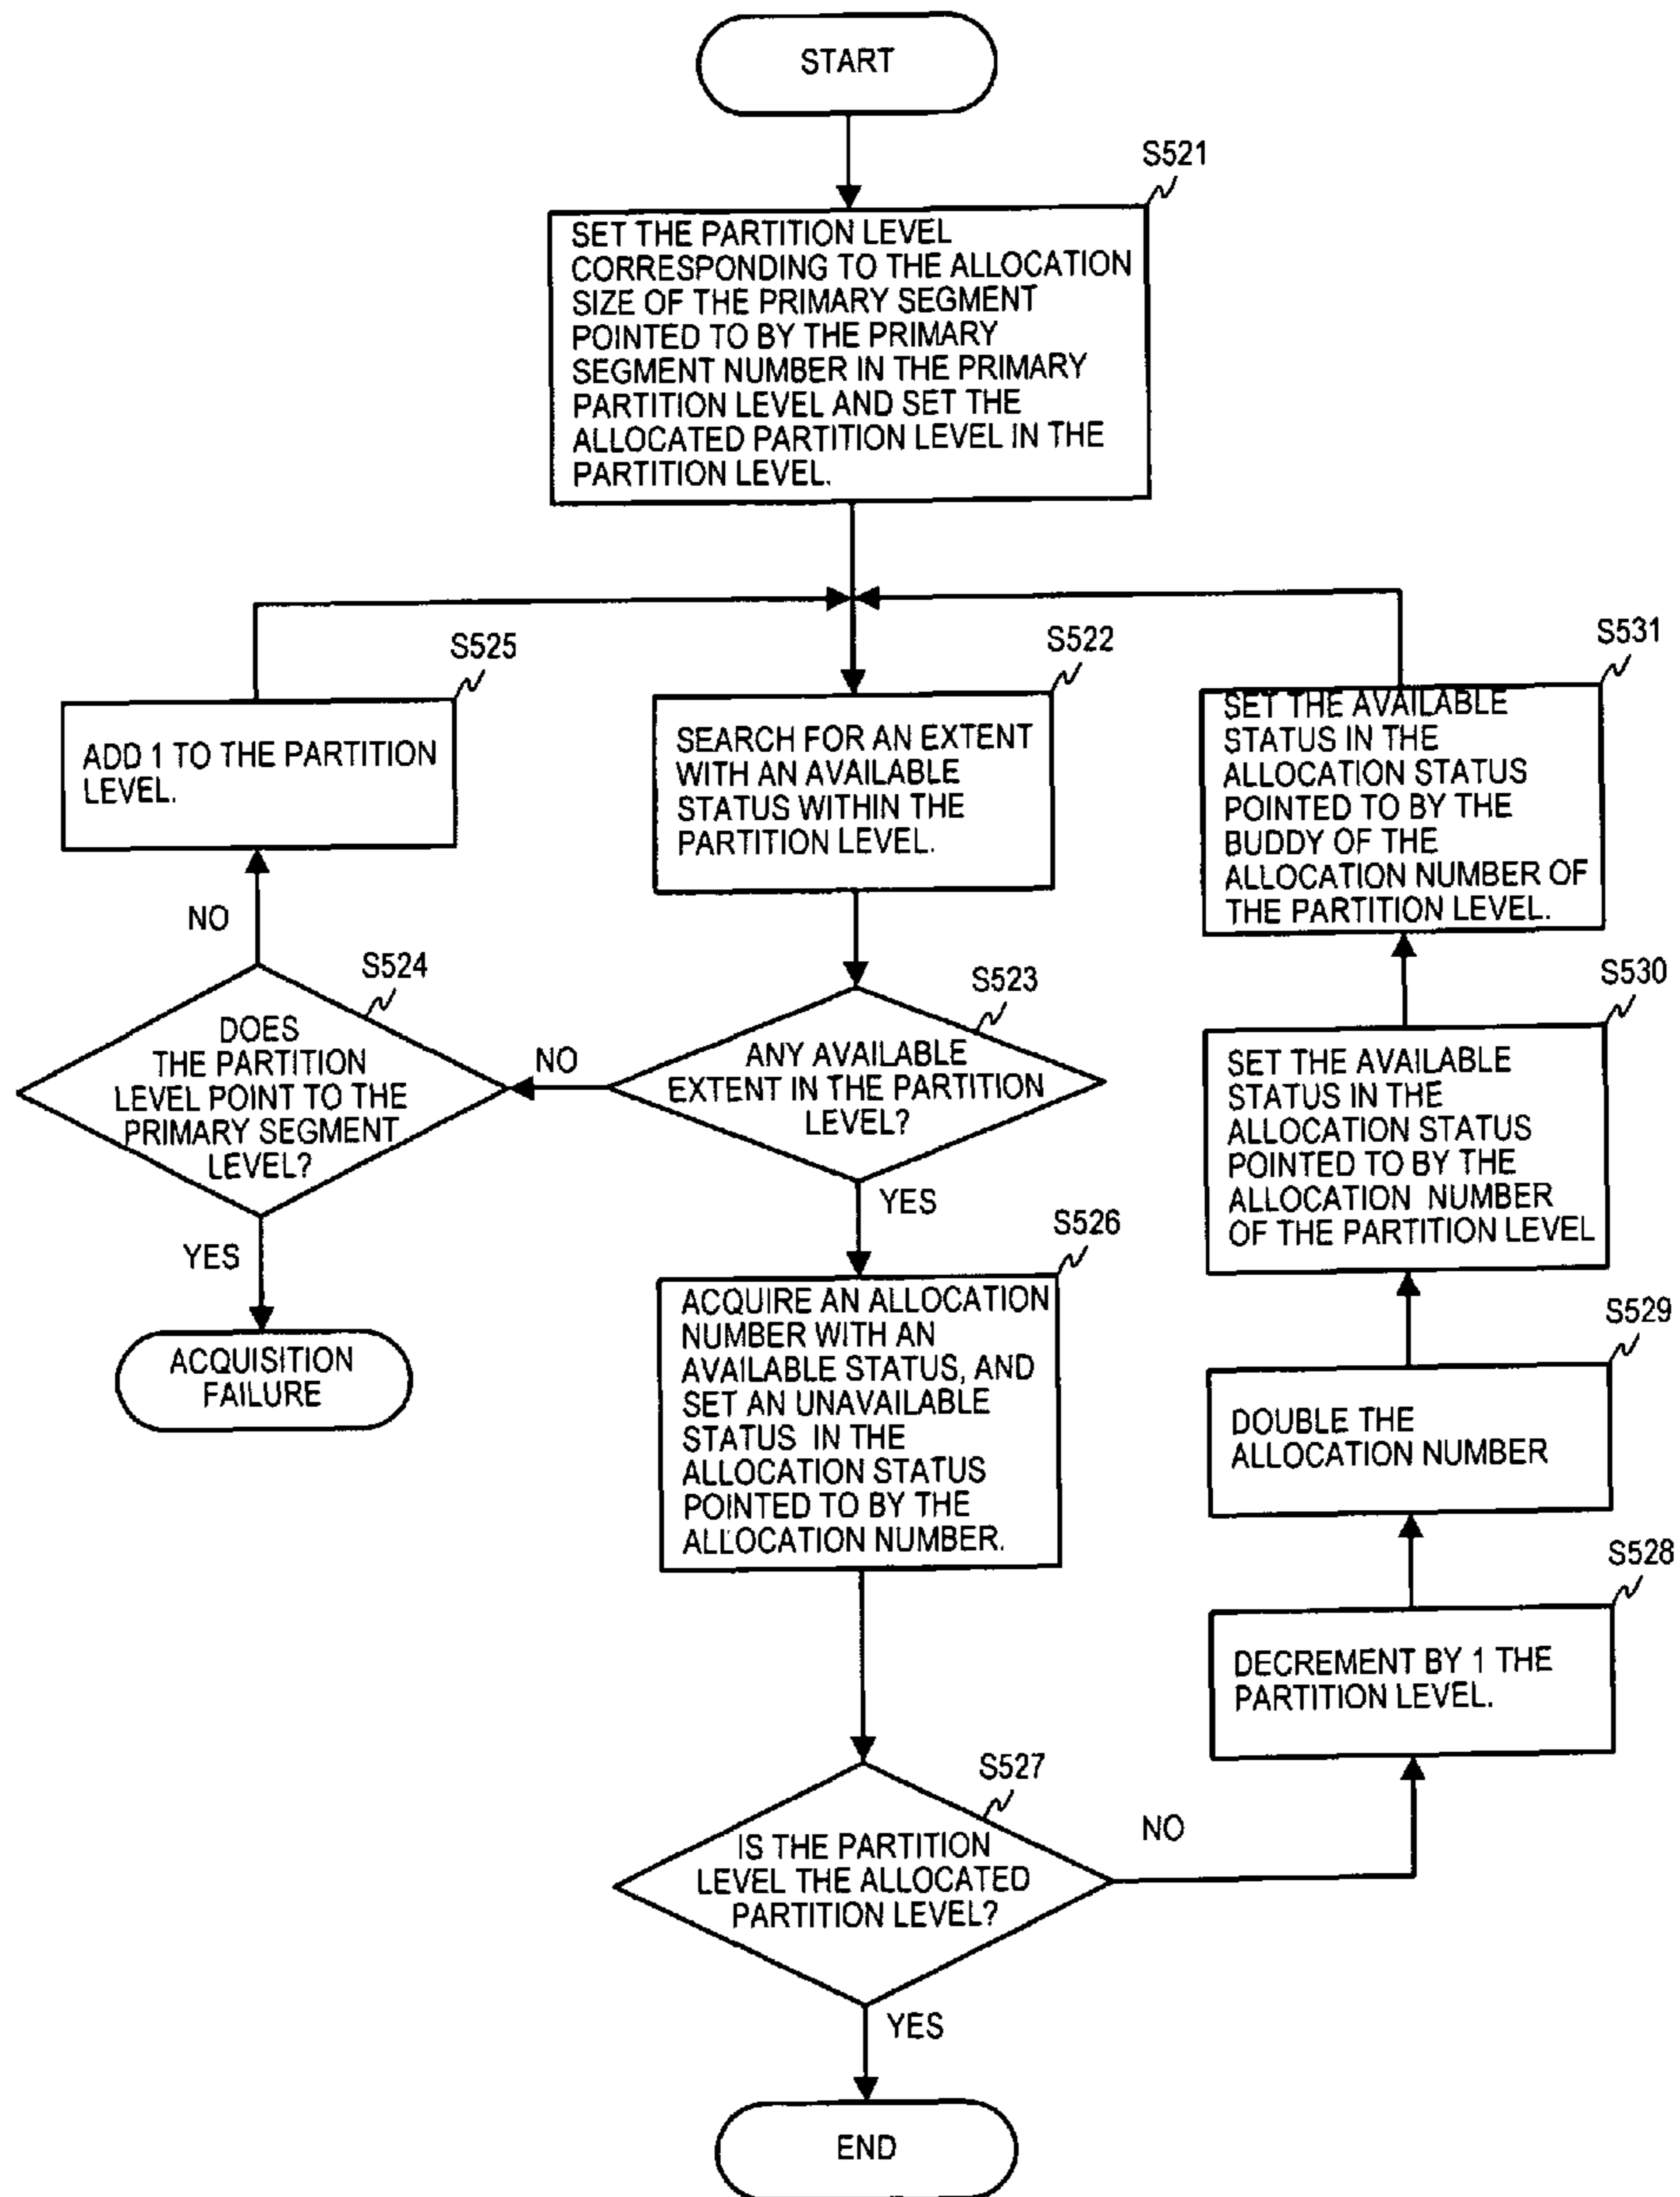 START
S521
SET THE PARTITION LEVEL
CORRESPONDING TO THE ALLOCATION
SIZE OF THE PRIMARY SEGMENT
POINTED TO BY THE PRIMARY
SEGMENT NUMBER IN THE PRIMARY
PARTITION LEVEL AND SET THE
ALLOCATED PARTITION LEVEL IN THE
PARTITION LEVEL.
S525
ADD 1 TO THE PARTITION
LEVEL.
S522
SEARCH FOR AN EXTENT
WITH AN AVAILABLE
STATUS WITHIN THE
PARTITION LEVEL.
S531
SET THE AVAILABLE
STATUS IN THE
ALLOCATION STATUS
POINTED TO BY THE
BUDDY OF THE
ALLOCATION NUMBER OF
THE PARTITION LEVEL.
NO
S524
DOES
THE PARTITION
LEVEL POINT TO THE
PRIMARY SEGMENT
LEVEL?
NO
S523
ANY AVAILABLE
EXTENT IN THE PARTITION
LEVEL?
S530
SET THE AVAILABLE
STATUS IN THE
ALLOCATION STATUS
POINTED TO BY THE
ALLOCATION NUMBER
OF THE PARTITION LEVEL
YES
ACQUISITION
FAILURE
YES
S526
ACQUIRE AN ALLOCATION
NUMBER WITH AN
AVAILABLE STATUS, AND
SET AN UNAVAILABLE
STATUS IN THE
ALLOCATION STATUS
POINTED TO BY THE
ALLOCATION NUMBER.
S529
DOUBLE THE
ALLOCATION NUMBER
S528
DECREMENT BY 1 THE
PARTITION LEVEL.
S527
IS THE PARTITION
LEVEL THE ALLOCATED
PARTITION LEVEL?
NO
YES
END